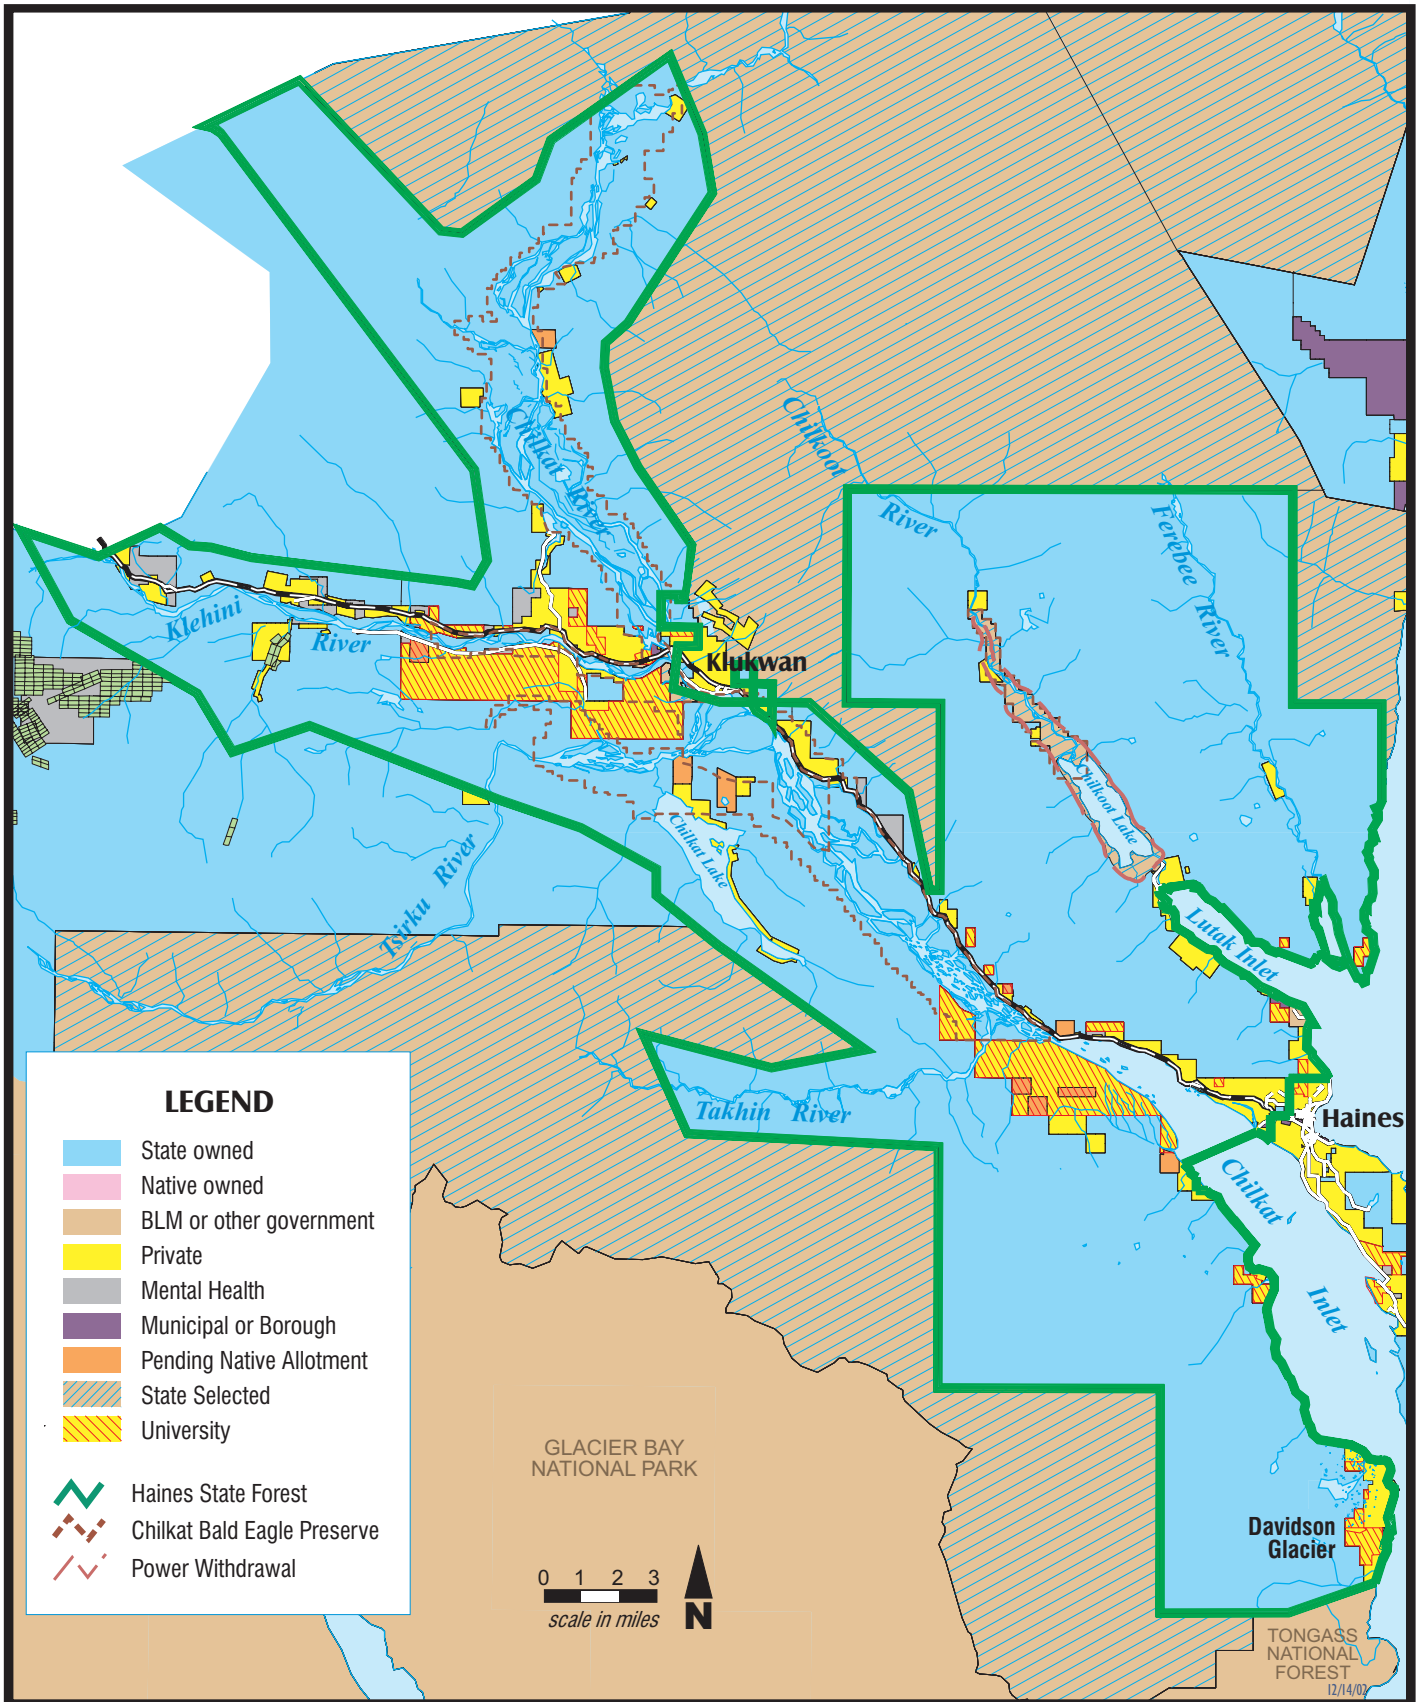 Chilkoot
River
Ferebee
River
Chilkat
River
Klehini
River
Klukwan
Chilkoot Lake
Chilkat Lake
Tsirku
River
Lutak Inlet
Takhin River
Haines
Chilkat
Inlet
LEGEND
State owned
Native owned
BLM or other government
Private
Mental Health
Municipal or Borough
Pending Native Allotment
State Selected
University
Haines State Forest
Chilkat Bald Eagle Preserve
Power Withdrawal
GLACIER BAY
NATIONAL PARK
0 1 2 3
scale in miles
N
Davidson
Glacier
TONGASS
NATIONAL
FOREST
12/14/02